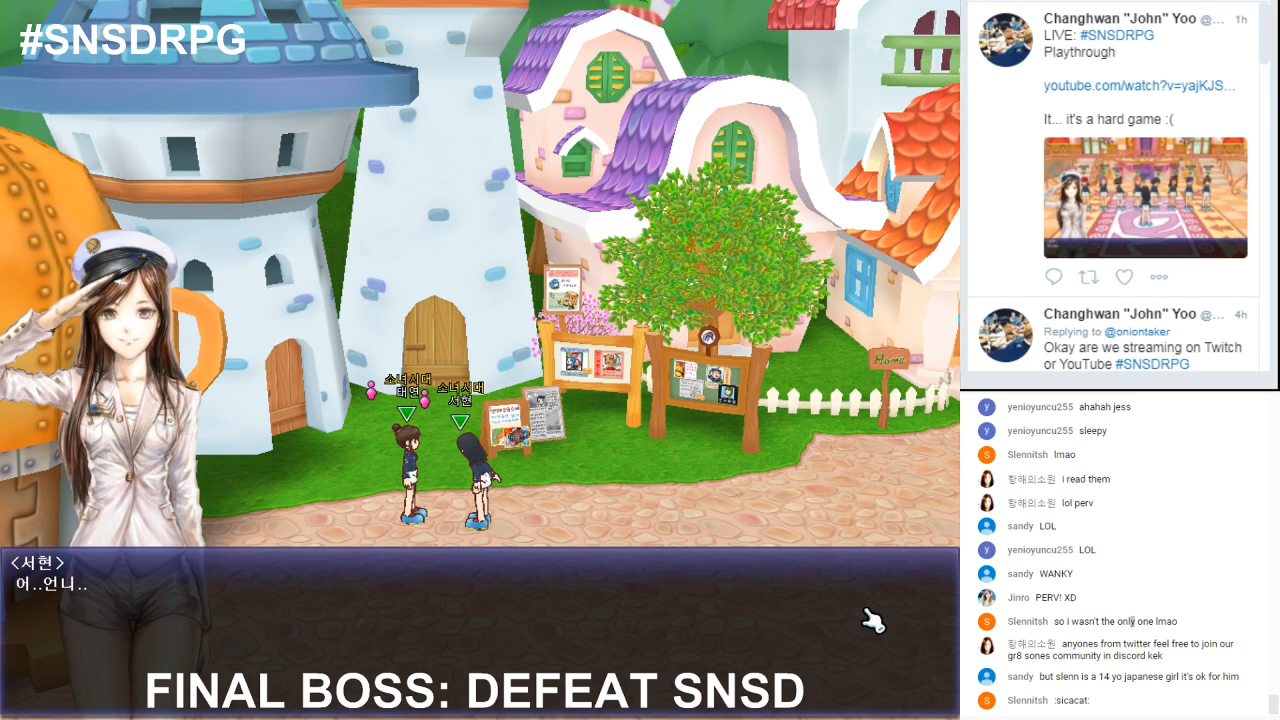 #SNSDRPG
소녀시대
태연
소녀시대
서현
Home
<서현>
어..언니..
FINAL BOSS: DEFEAT SNSD
Changhwan "John" Yoo @... 1h
LIVE: #SNSDRPG
Playthrough
youtube.com/watch?v=yajKJS...
It... it's a hard game :(
Changhwan "John" Yoo @... 4h
Replying to @oniontaker
Okay are we streaming on Twitch
or YouTube #SNSDRPG
y yenioyuncu255 ahahah jess
y yenioyuncu255 sleepy
S Slennitsh lmao
황해의소원 i read them
황해의소원 lol perv
sandy LOL
y yenioyuncu255 LOL
sandy WANKY
Jinro PERV! XD
S Slennitsh so i wasn't the only one lmao
황해의소원 anyones from twitter feel free to join our
gr8 sones community in discord kek
sandy but slenn is a 14 yo japanese girl it's ok for him
S Slennitsh :sicacat: